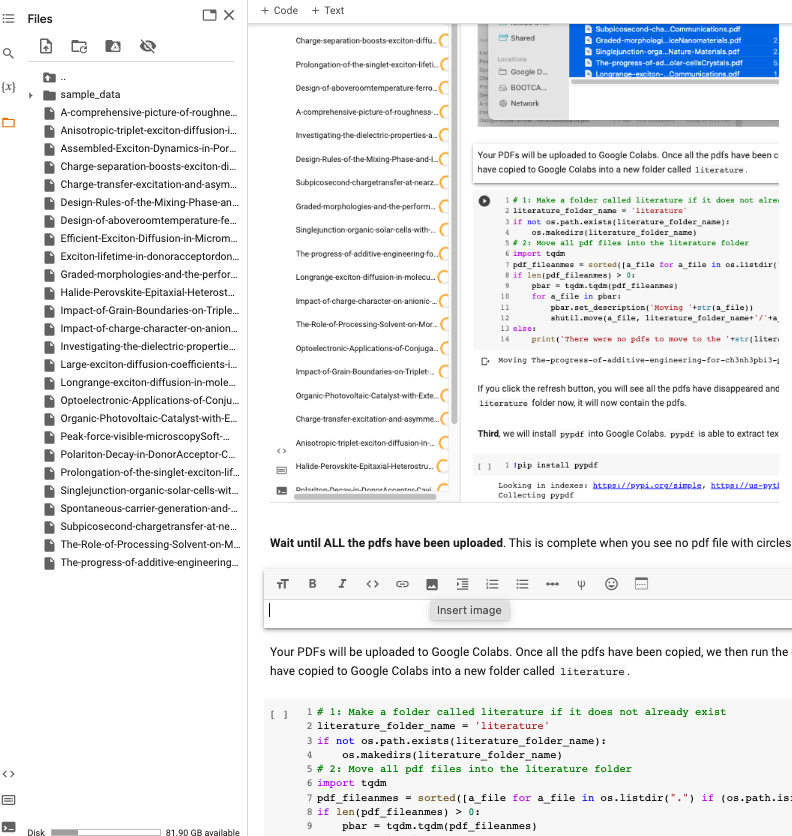 Files
..
sample_data
A-comprehensive-picture-of-roughne...
Anisotropic-triplet-exciton-diffusion-i...
Assembled-Exciton-Dynamics-in-Por...
Charge-separation-boosts-exciton-di...
Charge-transfer-excitation-and-asym...
Design-Rules-of-the-Mixing-Phase-an...
Design-of-aboveroomtemperature-fe...
Efficient-Exciton-Diffusion-in-Microm...
Exciton-lifetime-in-donoracceptordon...
Graded-morphologies-and-the-perfor...
Halide-Perovskite-Epitaxial-Heterost...
Impact-of-Grain-Boundaries-on-Triple...
Impact-of-charge-character-on-anion...
Investigating-the-dielectric-propertie...
Large-exciton-diffusion-coefficients-i...
Longrange-exciton-diffusion-in-mole...
Optoelectronic-Applications-of-Conju...
Organic-Photovoltaic-Catalyst-with-E...
Peak-force-visible-microscopySoft-...
Polariton-Decay-in-DonorAcceptor-C...
Prolongation-of-the-singlet-exciton-lif...
Singlejunction-organic-solar-cells-wit...
Spontaneous-carrier-generation-and-...
Subpicosecond-chargetransfer-at-ne...
The-Role-of-Processing-Solvent-on-M...
The-progress-of-additive-engineering...
Disk
81.90 GB available
+ Code + Text
Charge-separation-boosts-exciton-diffu...
Prolongation-of-the-singlet-exciton-lifeti...
Design-of-aboveroomtemperature-ferro...
A-comprehensive-picture-of-roughness-...
Investigating-the-dielectric-properties-a...
Design-Rules-of-the-Mixing-Phase-and-I...
Subpicosecond-chargetransfer-at-nearz...
Graded-morphologies-and-the-perform...
Singlejunction-organic-solar-cells-with-...
The-progress-of-additive-engineering-fo...
Longrange-exciton-diffusion-in-molecu...
Impact-of-charge-character-on-anionic-...
The-Role-of-Processing-Solvent-on-Mor...
Optoelectronic-Applications-of-Conjuga...
Impact-of-Grain-Boundaries-on-Triplet-...
Organic-Photovoltaic-Catalyst-with-Exte...
Charge-transfer-excitation-and-asymme...
Anisotropic-triplet-exciton-diffusion-in-...
Halide-Perovskite-Epitaxial-Heterostru...
Polariton-Decay-in-DonorAcceptor-Cavi...
Shared
Locations
Google D...
BOOTCA...
Network
Subpicosecond-cha...Communications.pdf
Graded-morphologi...iceNanomaterials.pdf 2
Singlejunction-orga...Nature-Materials.pdf 2
The-progress-of-ad...olar-cellsCrystals.pdf 5
Longrange-exciton-...Communications.pdf 1
Your PDFs will be uploaded to Google Colabs. Once all the pdfs have been c
have copied to Google Colabs into a new folder called literature.
1 # 1: Make a folder called literature if it does not alrea
2 literature_folder_name = 'literature'
3 if not os.path.exists(literature_folder_name):
4 os.makedirs(literature_folder_name)
5 # 2: Move all pdf files into the literature folder
6 import tqdm
7 pdf_fileanmes = sorted([a_file for a_file in os.listdir(
8 if len(pdf_fileanmes) > 0:
9 pbar = tqdm.tqdm(pdf_fileanmes)
10 for a_file in pbar:
11 pbar.set_description('Moving '+str(a_file))
12 shutil.move(a_file, literature_folder_name+'/'+a
13 else:
14 print('There were no pdfs to move to the '+str(liter
Moving The-progress-of-additive-engineering-for-ch3nh3pbi3-p
If you click the refresh button, you will see all the pdfs have disappeared and
literature folder now, it will now contain the pdfs.
Third, we will install pypdf into Google Colabs. pypdf is able to extract tex
[ ] 1 !pip install pypdf
Looking in indexes: https://pypi.org/simple, https://us-pyth
Collecting pypdf
Wait until ALL the pdfs have been uploaded. This is complete when you see no pdf file with circles
Insert image
Your PDFs will be uploaded to Google Colabs. Once all the pdfs have been copied, we then run the
have copied to Google Colabs into a new folder called literature.
[ ] 1 # 1: Make a folder called literature if it does not already exist
2 literature_folder_name = 'literature'
3 if not os.path.exists(literature_folder_name):
4 os.makedirs(literature_folder_name)
5 # 2: Move all pdf files into the literature folder
6 import tqdm
7 pdf_fileanmes = sorted([a_file for a_file in os.listdir(".") if (os.path.is
8 if len(pdf_fileanmes) > 0:
9 pbar = tqdm.tqdm(pdf_fileanmes)